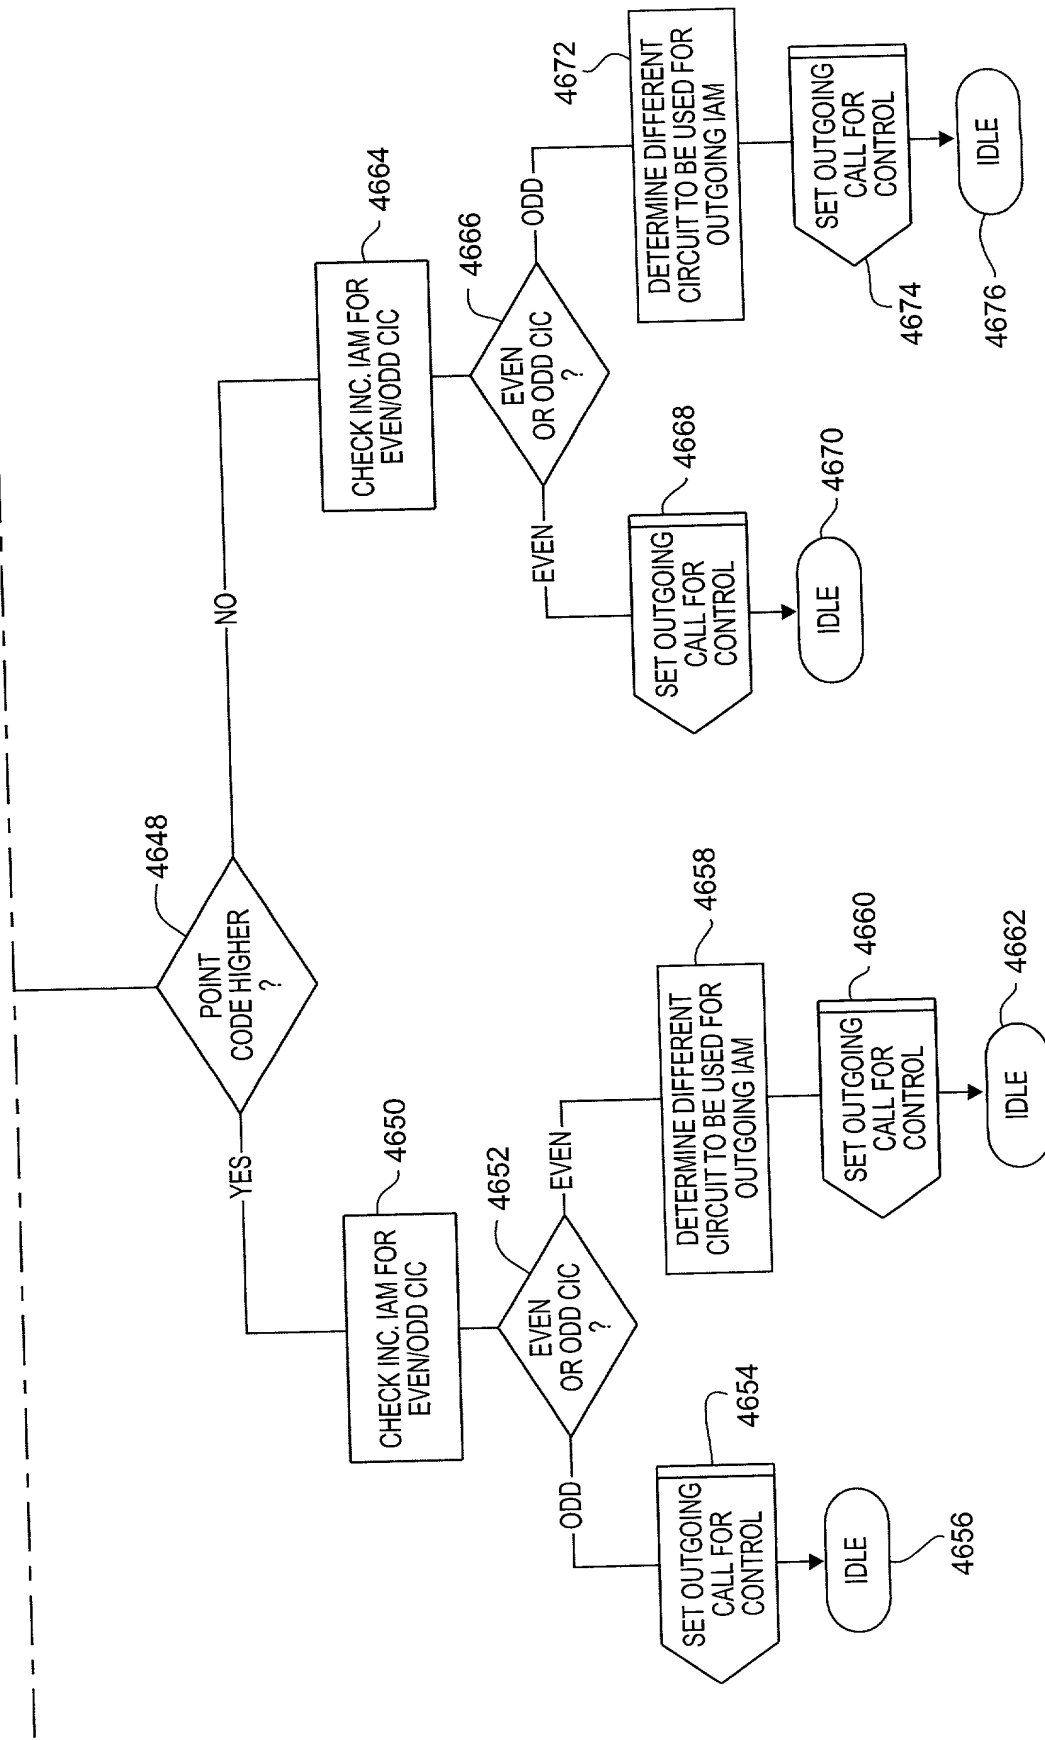 4648
POINT
CODE HIGHER
?
YES
NO
4650
CHECK INC. IAM FOR
EVEN/ODD CIC
4652
EVEN
OR ODD CIC
?
ODD
EVEN
4654
SET OUTGOING
CALL FOR
CONTROL
IDLE
4656
4658
DETERMINE DIFFERENT
CIRCUIT TO BE USED FOR
OUTGOING IAM
4660
SET OUTGOING
CALL FOR
CONTROL
4662
IDLE
4664
CHECK INC. IAM FOR
EVEN/ODD CIC
4666
EVEN
OR ODD CIC
?
EVEN
ODD
4668
SET OUTGOING
CALL FOR
CONTROL
4670
IDLE
4672
DETERMINE DIFFERENT
CIRCUIT TO BE USED FOR
OUTGOING IAM
SET OUTGOING
CALL FOR
CONTROL
4674
IDLE
4676